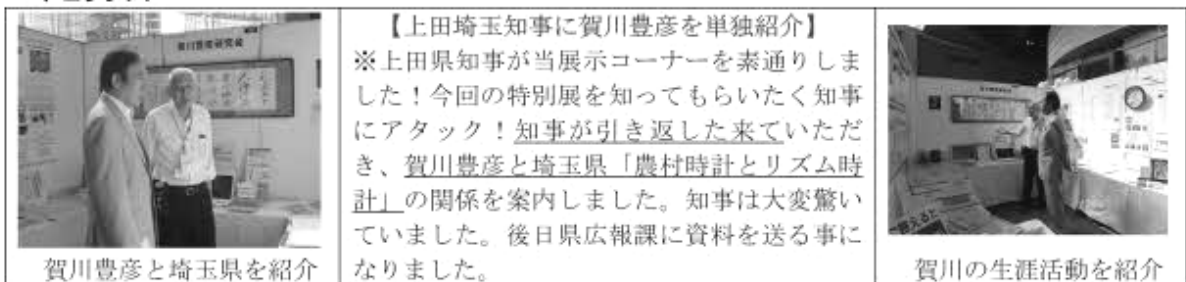 【上田埼玉知事に賀川豊彦を単独紹介】
※上田県知事が当展示コーナーを素通りしま
した！今回の特別展を知ってもらいたく知事
にアタック！知事が引き返した来ていただ
き、賀川豊彦と埼玉県「農村時計とリズム時
計」の関係を案内しました。知事は大変驚い
ていました。後日県広報課に資料を送る事に
なりました。
賀川豊彦と埼玉県を紹介
賀川の生涯活動を紹介
賀川豊彦研究会